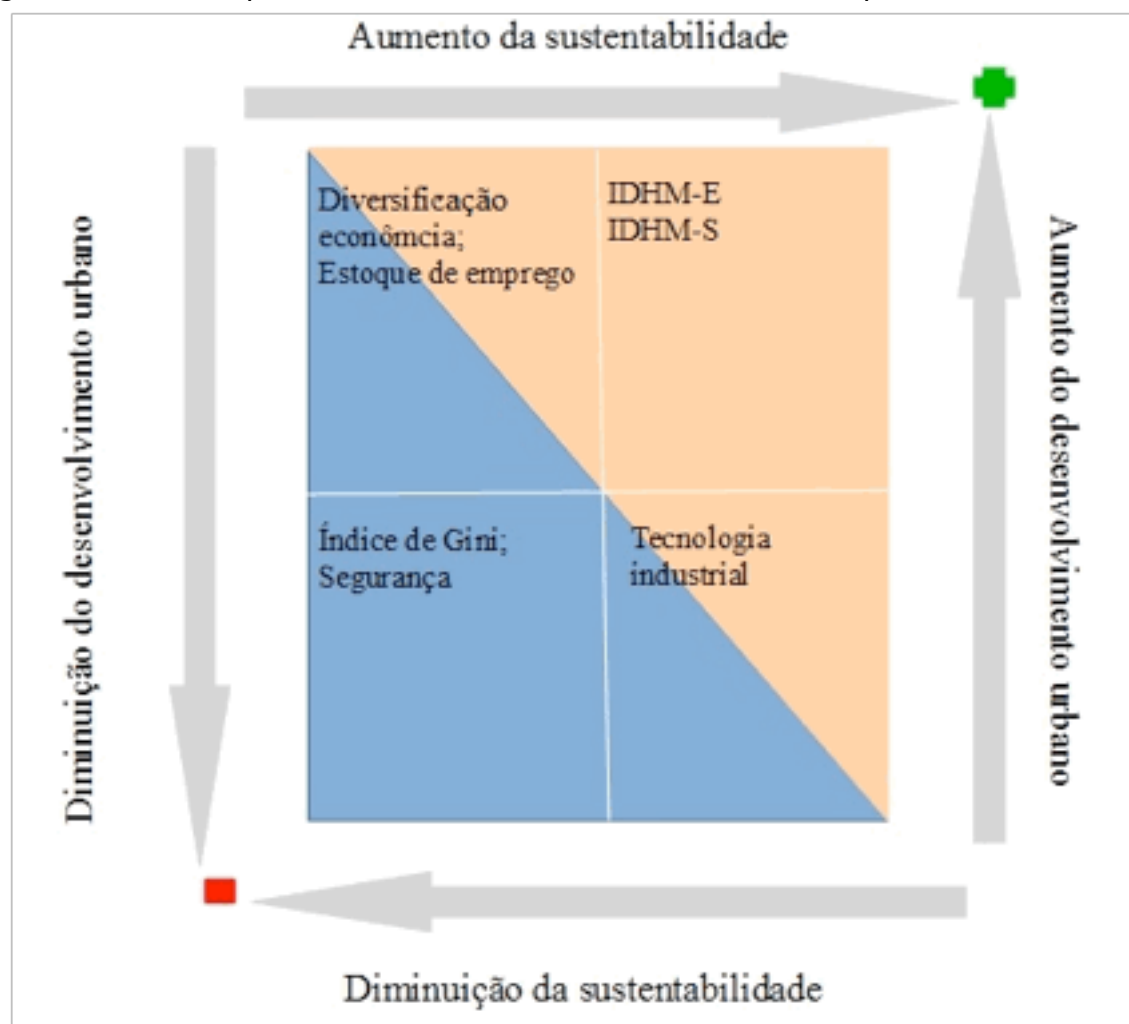 Aumento da sustentabilidade
Diminuição do desenvolvimento urbano
Diversificação
econômcia;
Estoque de emprego
IDHM-E
IDHM-S
Índice de Gini;
Segurança
Tecnologia
industrial
Aumento do desenvolvimento urbano
Diminuição da sustentabilidade